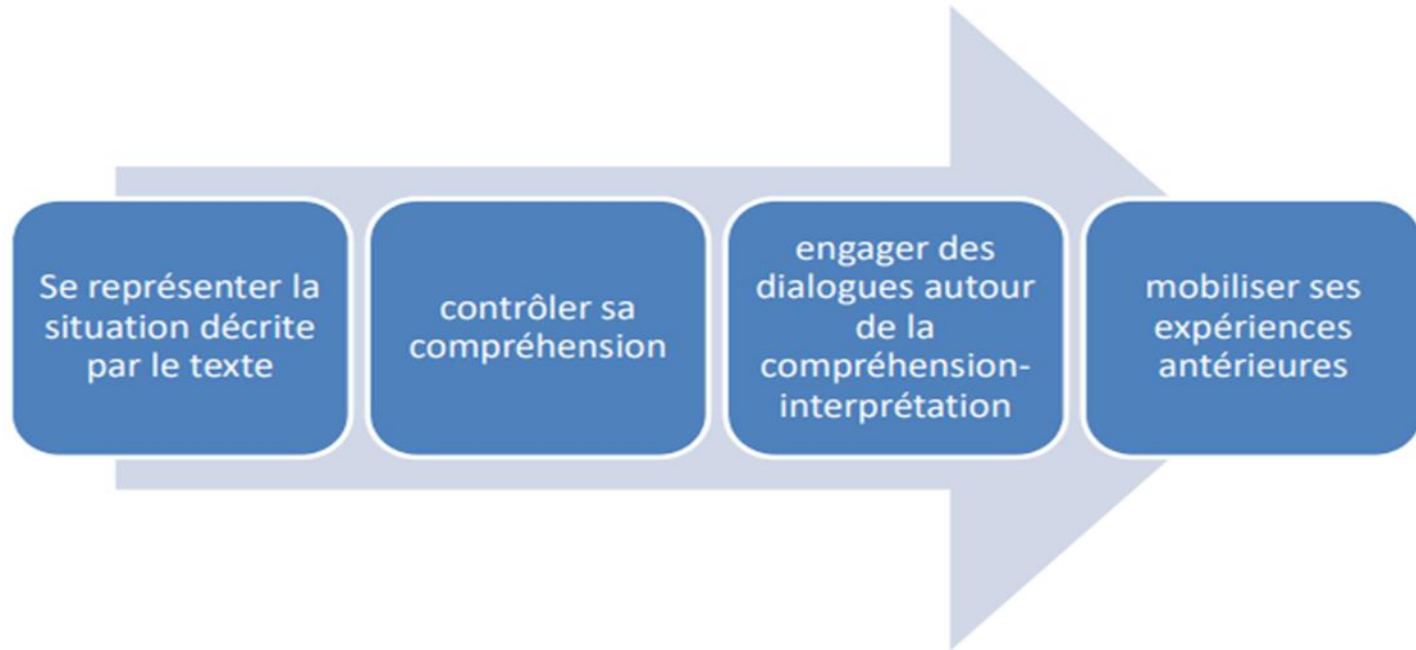 Se représenter la
situation décrite
par le texte
contrôler sa
compréhension
engager des
dialogues autour
de la
compréhension-
interprétation
mobiliser ses
expériences
antérieures